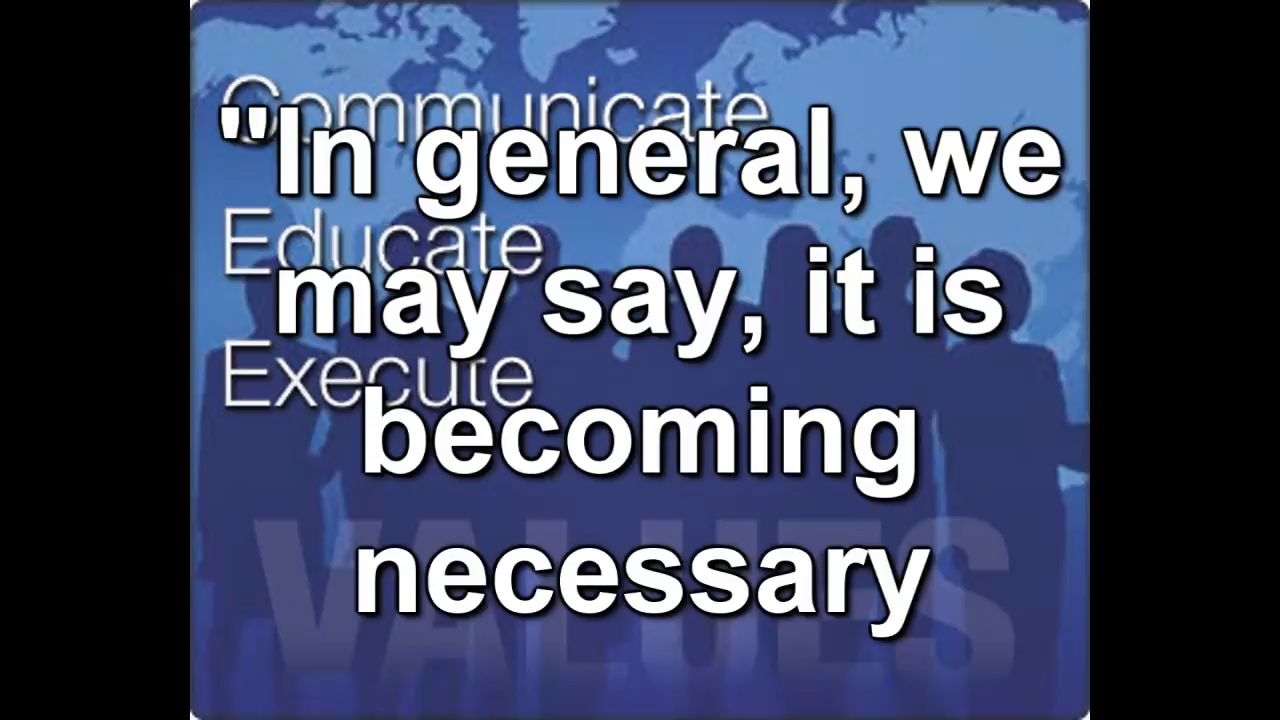 Communicate
"In general, we
Educate
may say, it is
Execute
becoming
necessary
VALUES